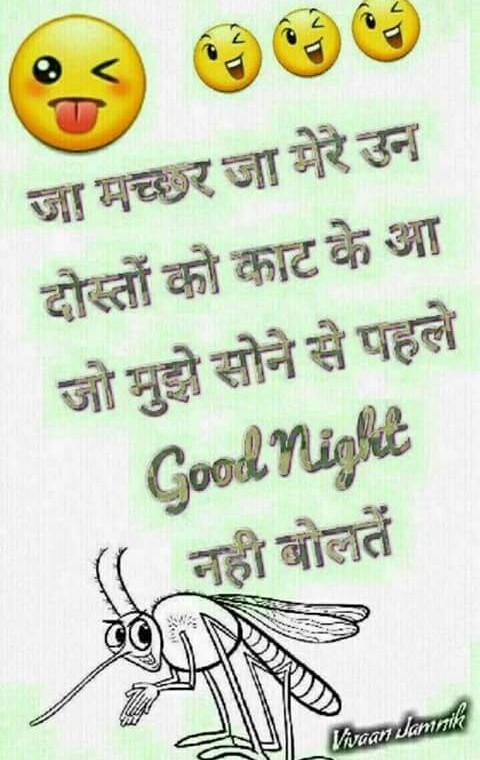 जा मच्छर जा मेरे उन
दोस्तों को काट के आ
जो मुझे सोने से पहले
Good Night
नही बोलतें
Vivaan Jamnik